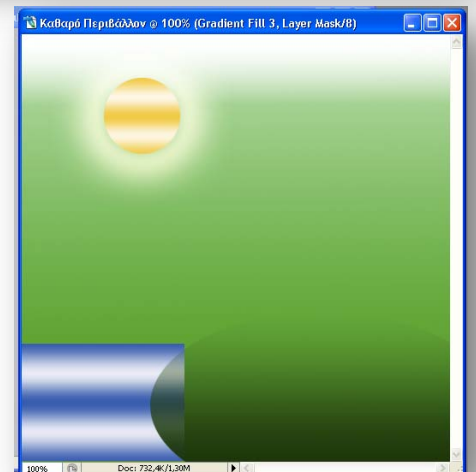 Καθαρό Περιβάλλον @ 100% (Gradient Fill 3, Layer Mask/8)
100% Doc: 732,4K/1,30M